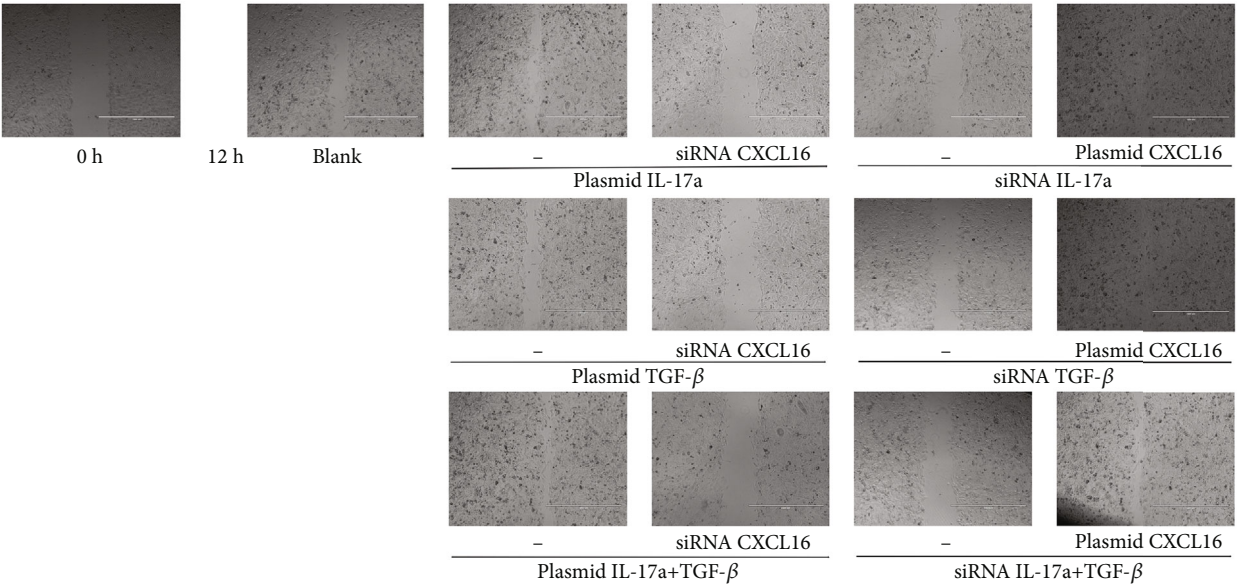 0 h 12 h Blank
– siRNA CXCL16 – Plasmid CXCL16
Plasmid IL-17a siRNA IL-17a
– siRNA CXCL16 – Plasmid CXCL16
Plasmid TGF-β siRNA TGF-β
– siRNA CXCL16 – Plasmid CXCL16
Plasmid IL-17a+TGF-β siRNA IL-17a+TGF-β